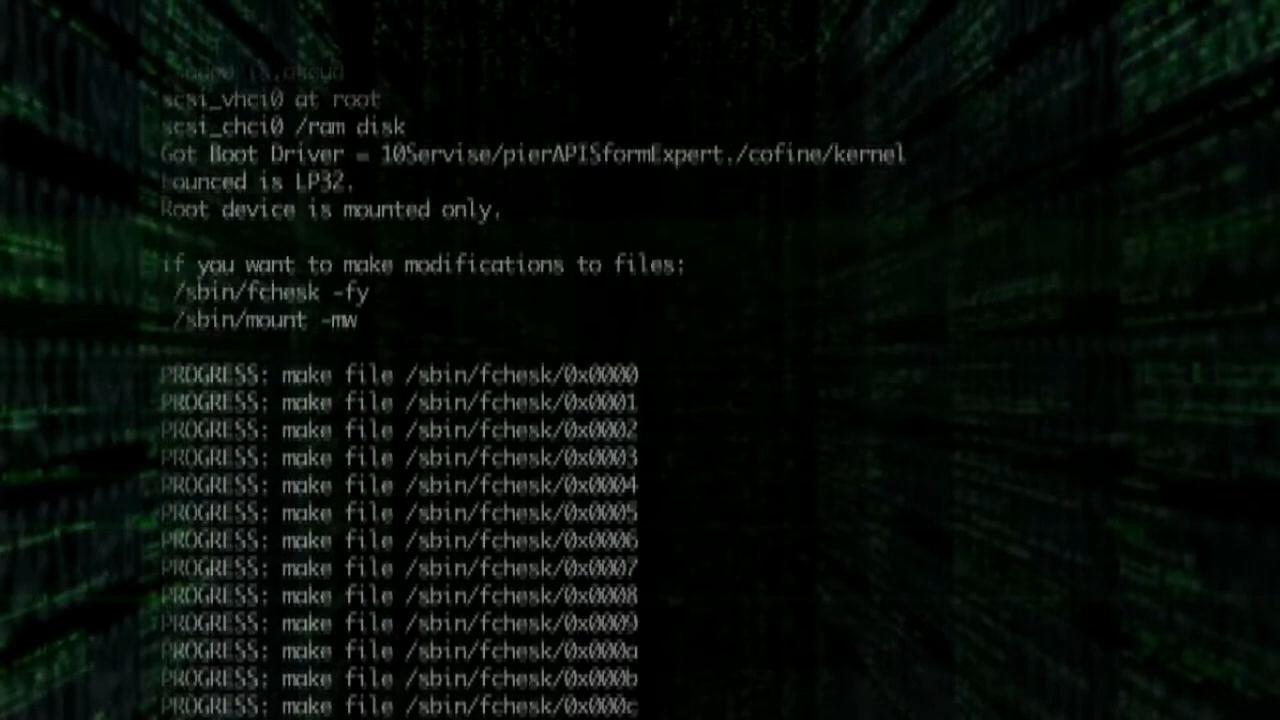 scsi_vhci0 at root
scsi_chci0 /ram disk
Got Boot Driver = 10Servise/pierAPISformExpert./cofine/kernel
bounced is LP32.
Root device is mounted only.
if you want to make modifications to files:
/sbin/fchesk -fy
/sbin/mount -mw
PROGRESS: make file /sbin/fchesk/0x0000
PROGRESS: make file /sbin/fchesk/0x0001
PROGRESS: make file /sbin/fchesk/0x0002
PROGRESS: make file /sbin/fchesk/0x0003
PROGRESS: make file /sbin/fchesk/0x0004
PROGRESS: make file /sbin/fchesk/0x0005
PROGRESS: make file /sbin/fchesk/0x0006
PROGRESS: make file /sbin/fchesk/0x0007
PROGRESS: make file /sbin/fchesk/0x0008
PROGRESS: make file /sbin/fchesk/0x0009
PROGRESS: make file /sbin/fchesk/0x000a
PROGRESS: make file /sbin/fchesk/0x000b
PROGRESS: make file /sbin/fchesk/0x000c